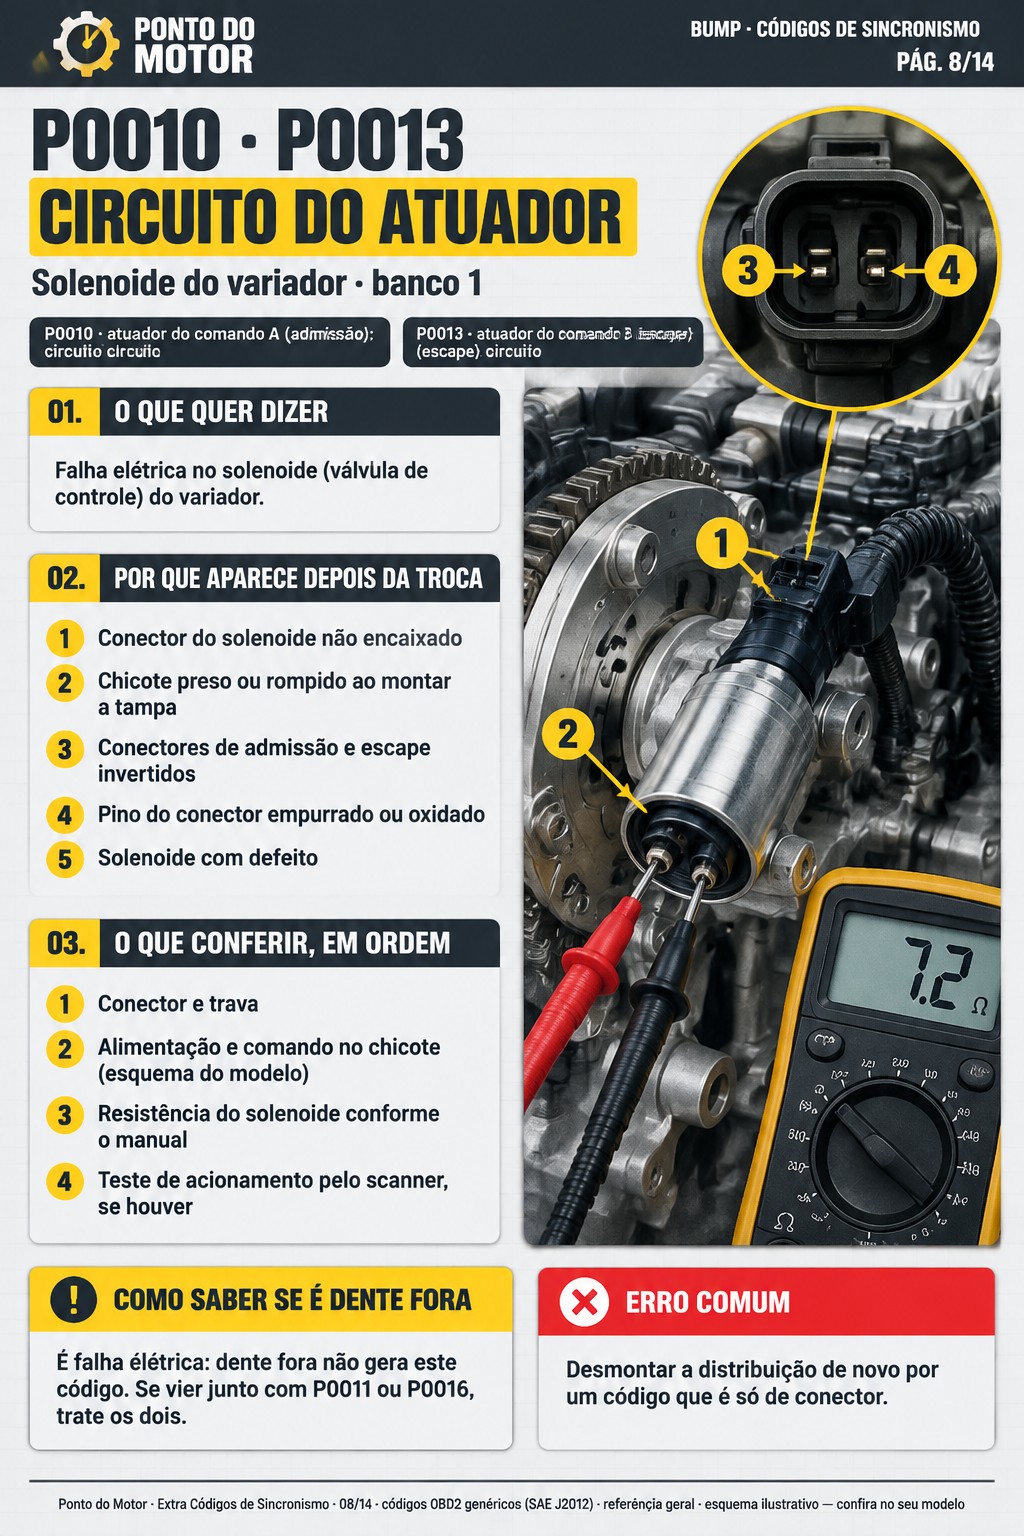 PONTO DO
MOTOR
BUMP · CÓDIGOS DE SINCRONISMO
PÁG. 8/14
P0010 · P0013
CIRCUITO DO ATUADOR
Solenoide do variador · banco 1
P0010 · atuador do comando A (admissão):
circuito circuito
P0013 · atuador do comando B
(escape) circuito
3
4
01. O QUE QUER DIZER
Falha elétrica no solenoide (válvula de
controle) do variador.
02. POR QUE APARECE DEPOIS DA TROCA
1 Conector do solenoide não encaixado
2 Chicote preso ou rompido ao montar
a tampa
3 Conectores de admissão e escape
invertidos
4 Pino do conector empurrado ou oxidado
5 Solenoide com defeito
1
2
7.2 Ω
03. O QUE CONFERIR, EM ORDEM
1 Conector e trava
2 Alimentação e comando no chicote
(esquema do modelo)
3 Resistência do solenoide conforme
o manual
4 Teste de acionamento pelo scanner,
se houver
! COMO SABER SE É DENTE FORA
É falha élétrica: dente fora não gera este
código. Se vier junto com P0011 ou P0016,
trate os dois.
ERRO COMUM
Desmontar a distribuição de novo por
um código que é só de conector.
Ponto do Motor · Extra Códigos de Sincronismo · 08/14 · códigos OBD2 genéricos (SAE J2012) · referência geral · esquema ilustrativo — confira no seu modelo